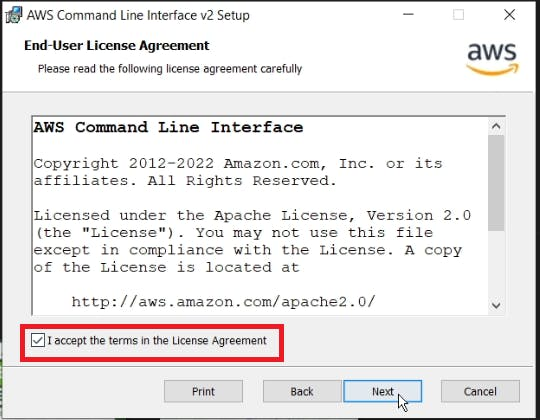 AWS Command Line Interface v2 Setup
End-User License Agreement
Please read the following license agreement carefully
aws
AWS Command Line Interface
Copyright 2012-2022 Amazon.com, Inc. or its
affiliates. All Rights Reserved.
Licensed under the Apache License, Version 2.0
(the "License"). You may not use this file
except in compliance with the License. A copy
of the License is located at
http://aws.amazon.com/apache2.0/
I accept the terms in the License Agreement
Print Back Next Cancel